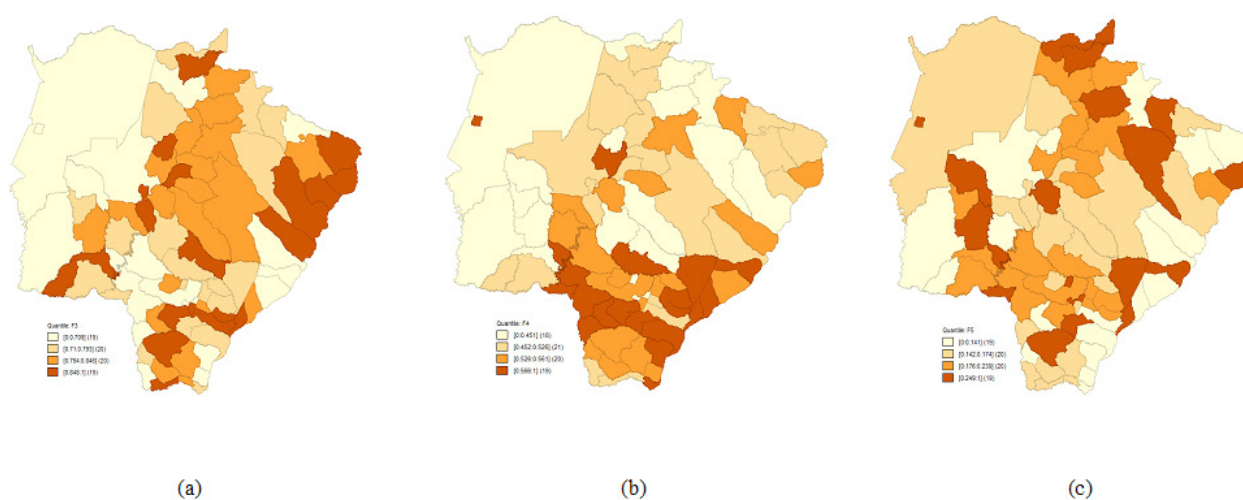 Quantile: F3
[0:0.709] (19)
[0.71:0.793] (20)
[0.794:0.846] (20)
[0.848:1] (19)
Quantile: F4
[0:0.451] (18)
[0.452:0.526] (21)
[0.526:0.561] (20)
[0.566:1] (19)
Quantile: F5
[0:0.141] (19)
[0.142:0.174] (20)
[0.176:0.239] (20)
[0.249:1] (19)
(a)
(b)
(c)